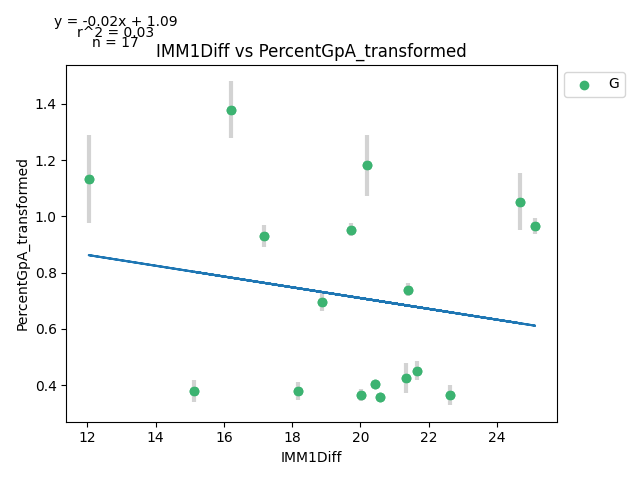 y = -0.02x + 1.09
r^2 = 0.03
n = 17
IMM1Diff vs PercentGpA_transformed
G
PercentGpA_transformed
1.4
1.2
1.0
0.8
0.6
0.4
12 14 16 18 20 22 24
IMM1Diff